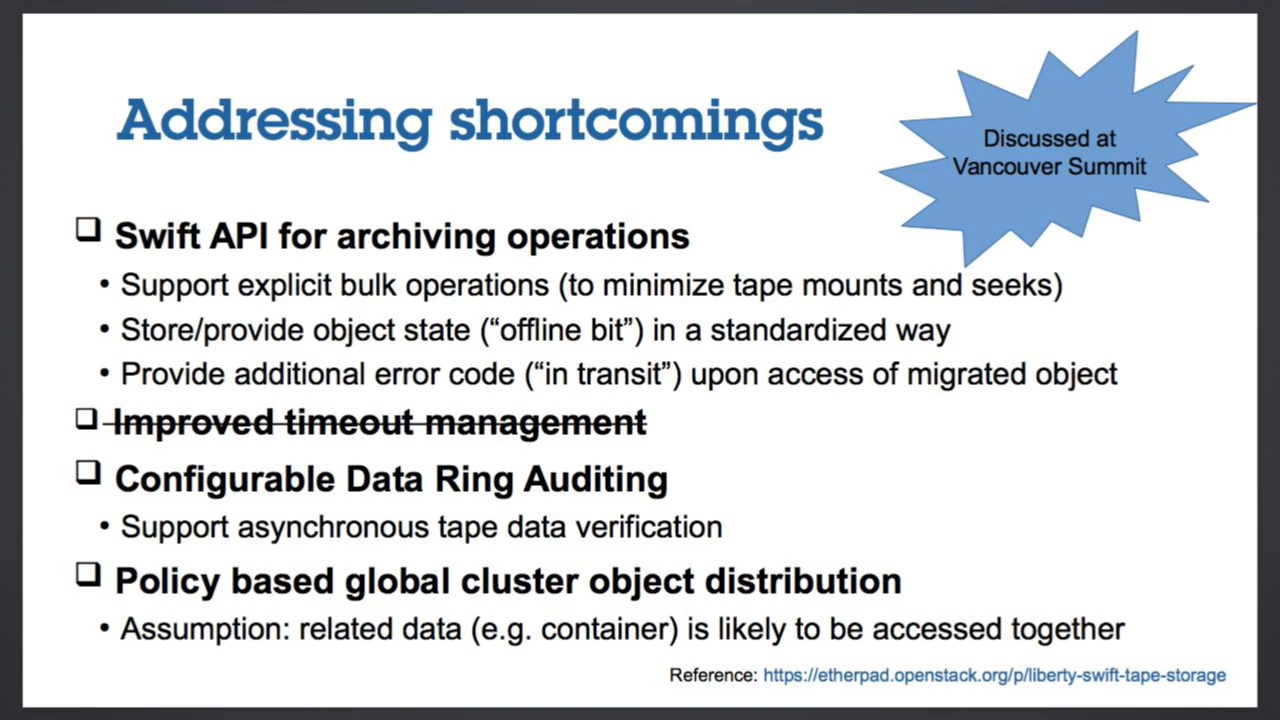 Addressing shortcomings
Discussed at
Vancouver Summit
Swift API for archiving operations
• Support explicit bulk operations (to minimize tape mounts and seeks)
• Store/provide object state (“offline bit”) in a standardized way
• Provide additional error code (“in transit”) upon access of migrated object
Improved timeout management
Configurable Data Ring Auditing
• Support asynchronous tape data verification
Policy based global cluster object distribution
• Assumption: related data (e.g. container) is likely to be accessed together
Reference: https://etherpad.openstack.org/p/liberty-swift-tape-storage